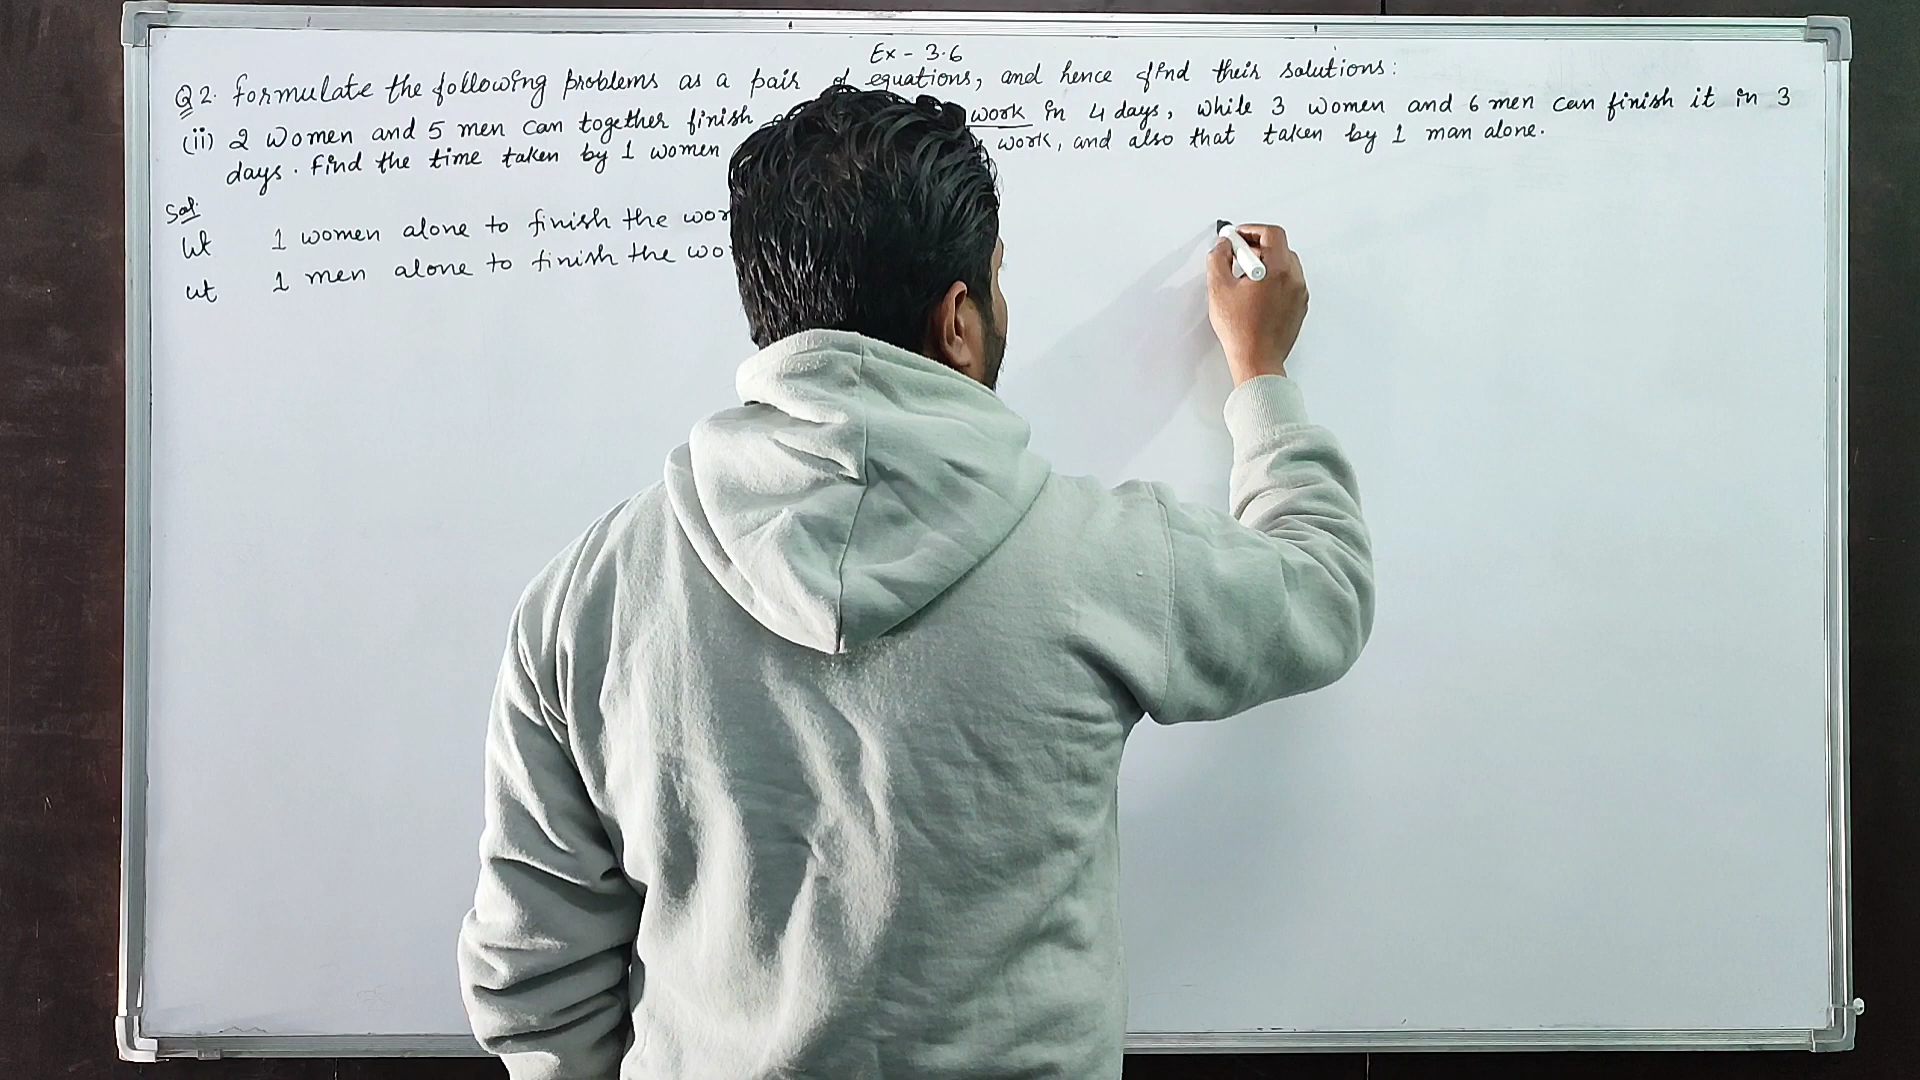 Ex - 3.6
Q 2. formulate the following problems as a pair of equations, and hence find their solutions:
(ii) 2 women and 5 men can together finish work in 4 days, while 3 women and 6 men can finish it in 3
days. Find the time taken by 1 women work, and also that taken by 1 man alone.
Sol.
let 1 women alone to finish the
let 1 men alone to finish the